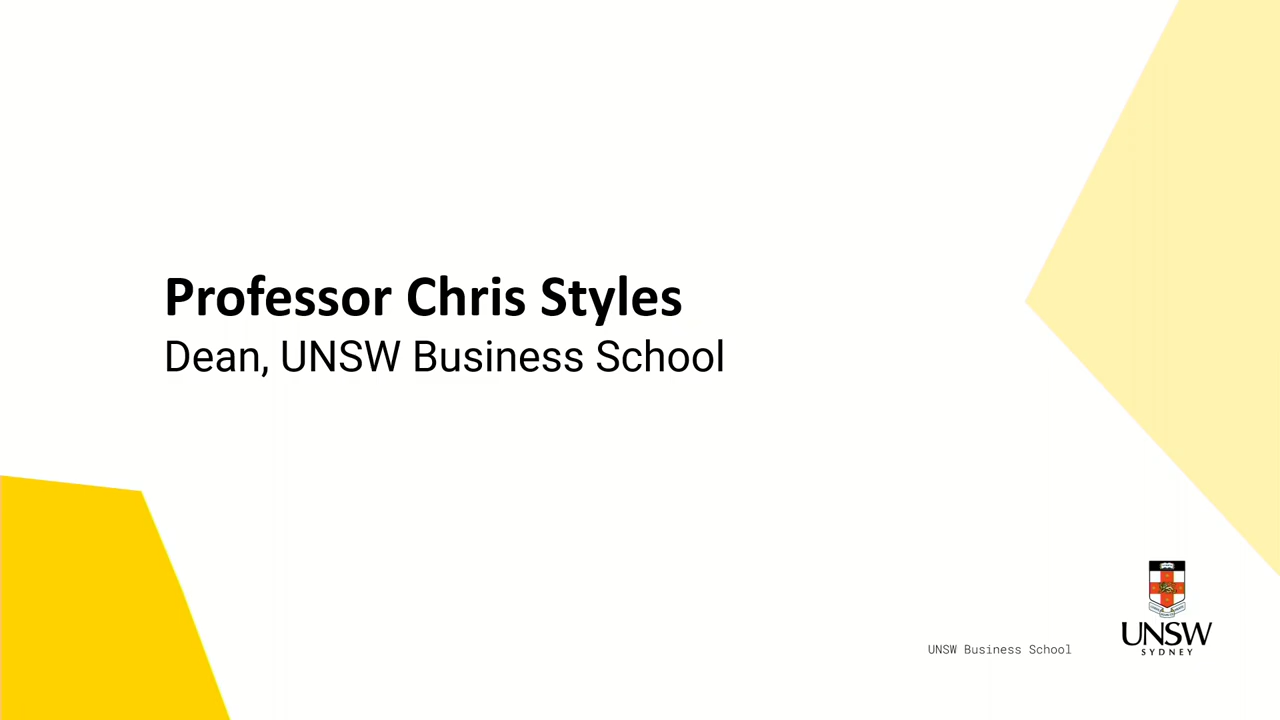 Professor Chris Styles
Dean, UNSW Business School
UNSW Business School
UNSW
SYDNEY